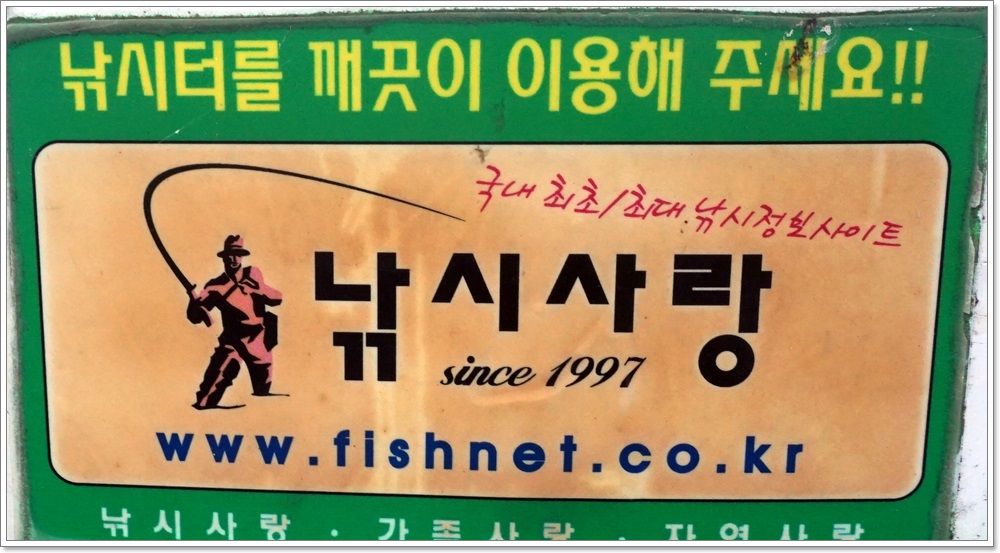 낚시터를 깨끗이 이용해 주세요!!
국내 최초/최대 낚시정보사이트
낚시사랑
since 1997
www.fishnet.co.kr
낚시사랑 · 가족사랑 · 자연사랑